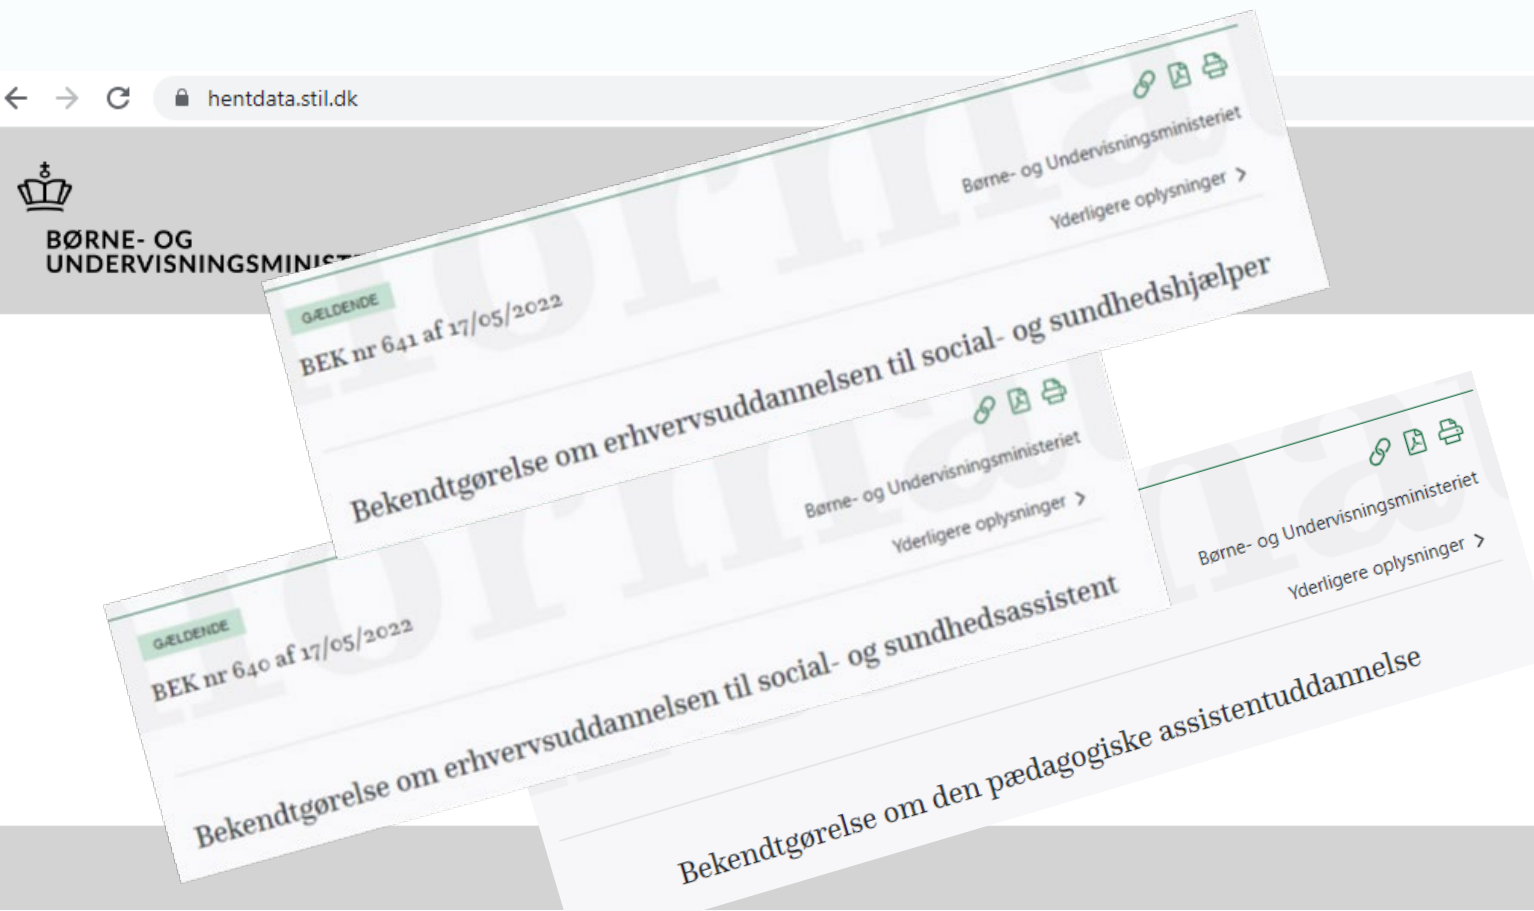 hentdata.stil.dk
BØRNE- OG
UNDERVISNINGSMINIST
Børne- og Undervisningsministeriet
Yderligere oplysninger
GÆLDENDE
BEK nr 641 af 17/05/2022
Bekendtgørelse om erhvervsuddannelsen til social- og sundhedshjælper
Børne- og Undervisningsministeriet
Yderligere oplysninger
GÆLDENDE
BEK nr 640 af 17/05/2022
Bekendtgørelse om erhvervsuddannelsen til social- og sundhedsassistent
Børne- og Undervisningsministeriet
Yderligere oplysninger
Bekendtgørelse om den pædagogiske assistentuddannelse